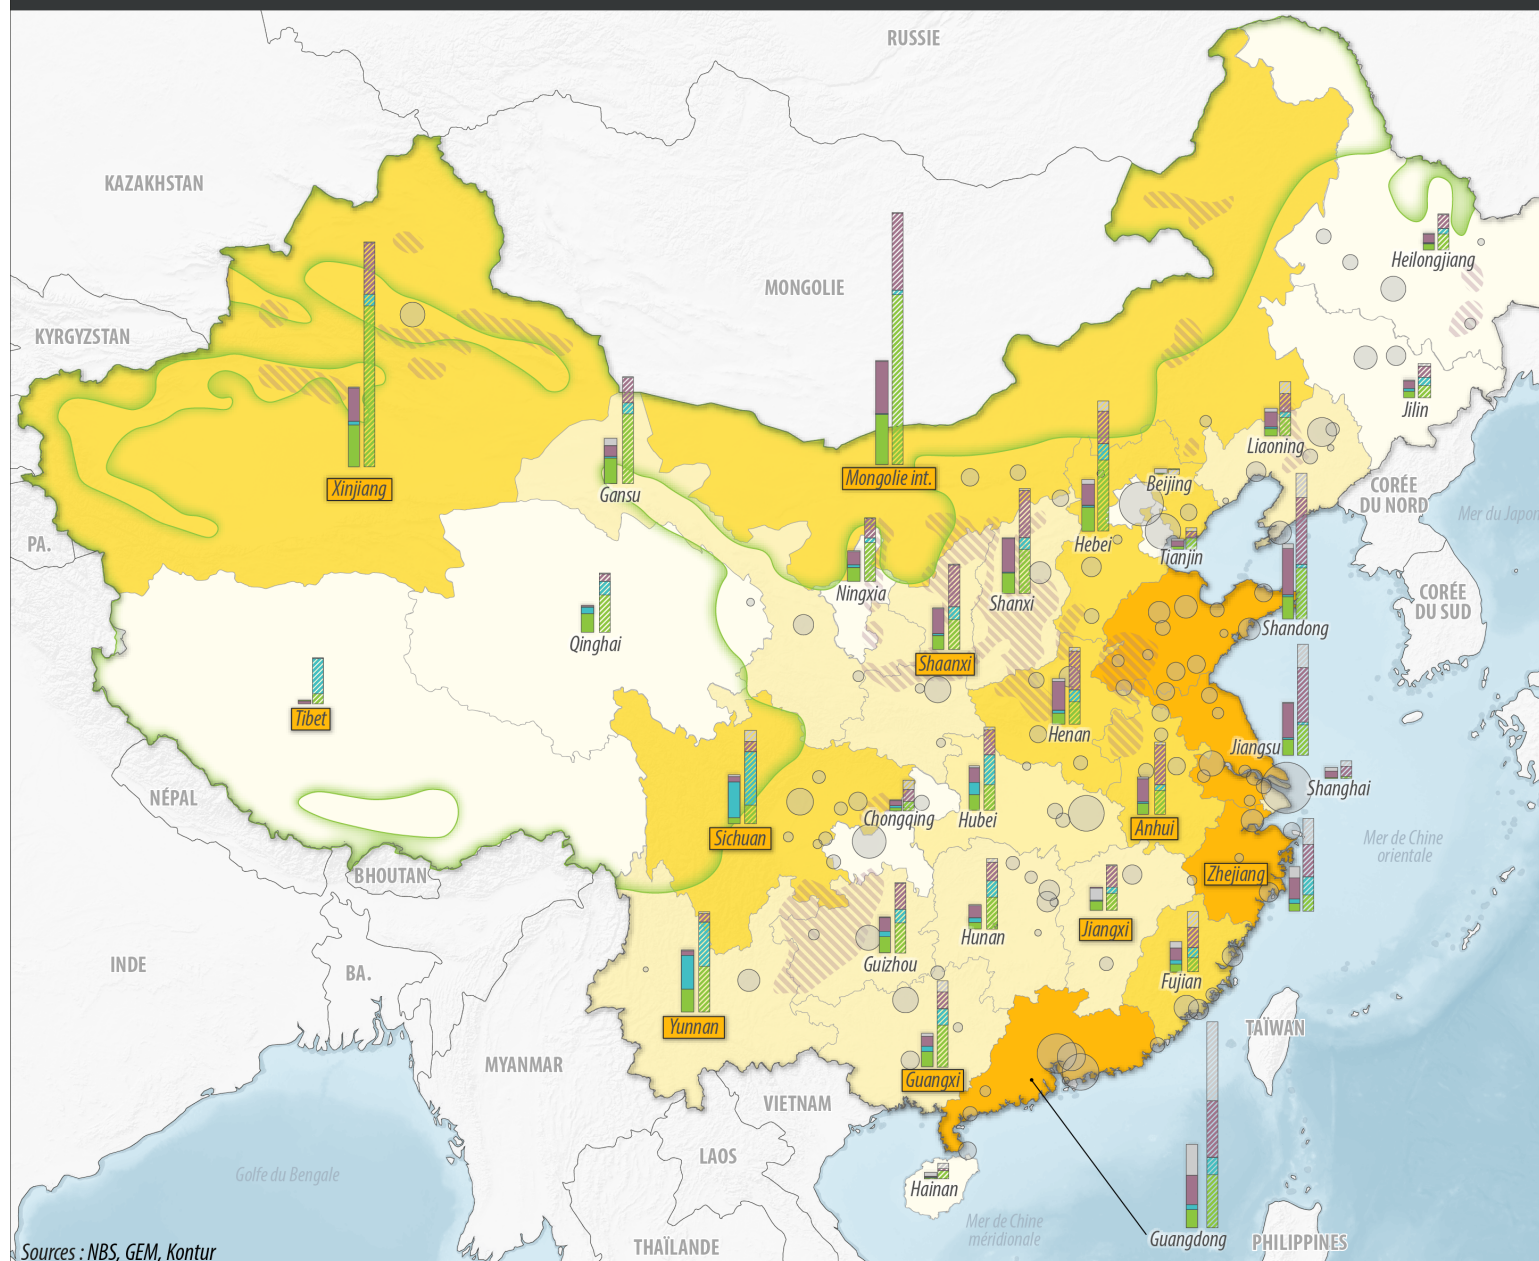 RUSSIE
KAZAKHSTAN
MONGOLIE
Heilongjiang
KYRGYZSTAN
Jilin
Liaoning
Xinjiang
Gansu
Mongolie int.
Beijing
CORÉE
DU NORD
Mer du Japon
PA.
Hebei
Tianjin
Ningxia
Shanxi
CORÉE
DU SUD
Shandong
Qinghai
Shaanxi
Tibet
Henan
Jiangsu
Shanghai
NÉPAL
Chongqing
Hubei
Sichuan
Anhui
Mer de Chine
orientale
BHOUTAN
Zhejiang
Jiangxi
Hunan
INDE
BA.
Guizhou
Fujian
Yunnan
TAÏWAN
MYANMAR
Guangxi
VIETNAM
LAOS
Golfe du Bengale
Hainan
Mer de Chine
méridionale
Guangdong
PHILIPPINES
THAÏLANDE
Sources : NBS, GEM, Kontur